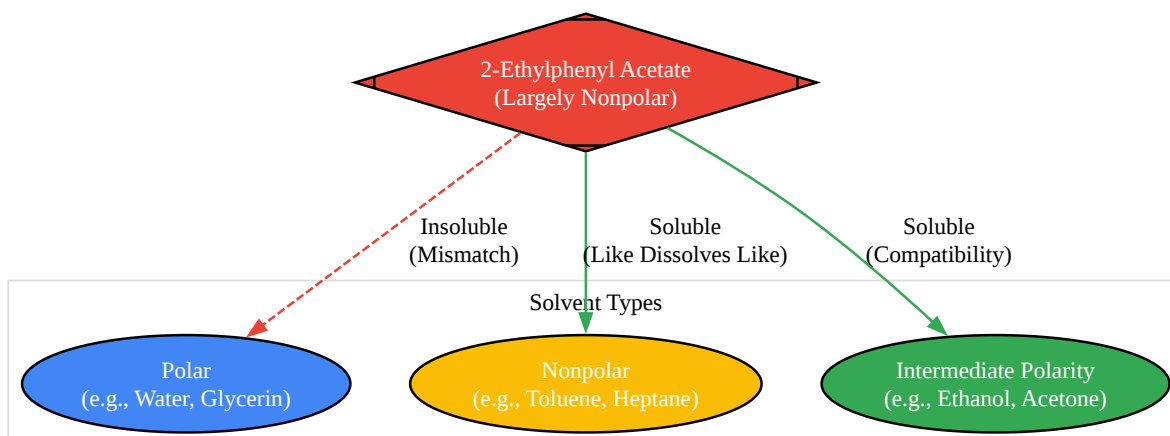 2-Ethylphenyl Acetate
(Largely Nonpolar)
Insoluble
(Mismatch)
Soluble
(Like Dissolves Like)
Soluble
(Compatibility)
Solvent Types
Polar
(e.g., Water, Glycerin)
Nonpolar
(e.g., Toluene, Heptane)
Intermediate Polarity
(e.g., Ethanol, Acetone)